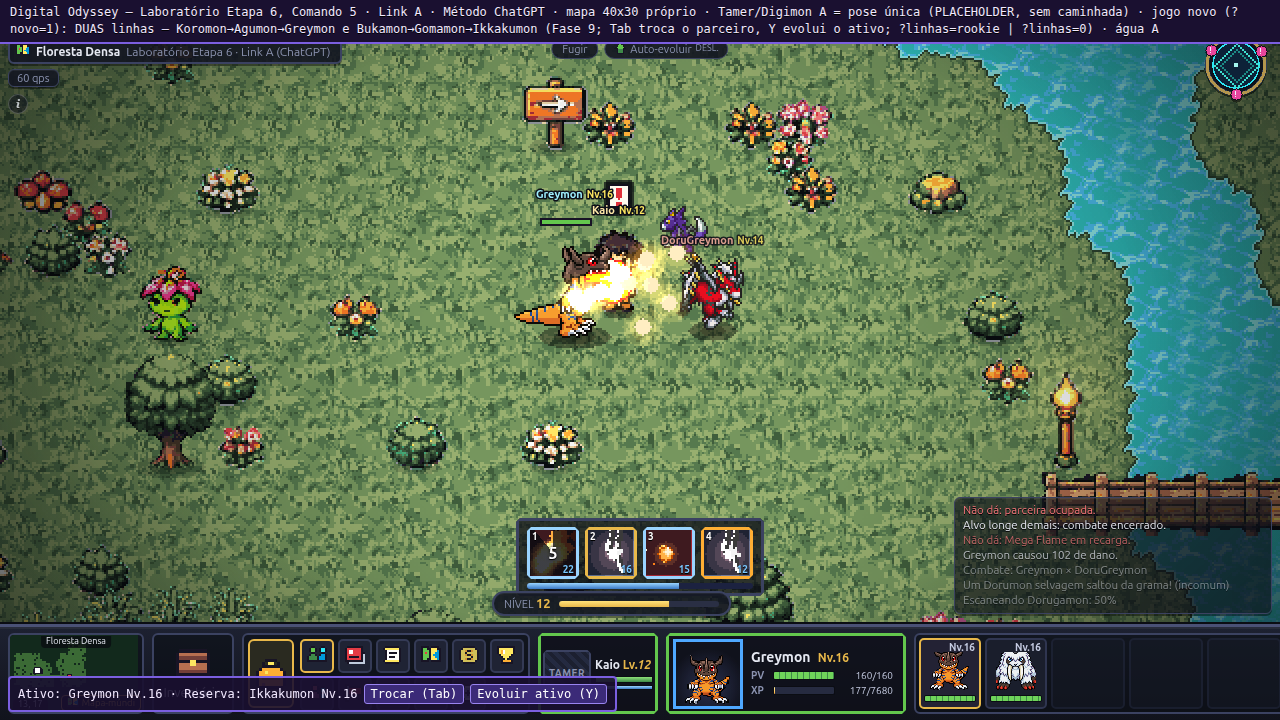 Digital Odyssey — Laboratório Etapa 6, Comando 5 · Link A · Método ChatGPT · mapa 40x30 próprio · Tamer/Digimon A = pose única (PLACEHOLDER, sem caminhada) · jogo novo (?
novo=1): DUAS linhas — Koromon→Agumon→Greymon e Bukamon→Gomamon→Ikkakumon (Fase 9; Tab troca o parceiro, Y evolui o ativo; ?linhas=rookie | ?linhas=0) · água A
Floresta Densa Laboratório Etapa 6 · Link A (ChatGPT)
Fugir
Auto-evoluir DESL.
60 qps
i
Greymon Nv.16
Kaio Nv.12
DoruGreymon Nv.14
Não dá: parceira ocupada.
Alvo longe demais: combate encerrado.
Não dá: Mega Flame em recarga.
Greymon causou 102 de dano.
Combate: Greymon × DoruGreymon
Um Dorumon selvagem saltou da grama! (incomum)
Escaneando Dorugamon: 50%
1 5 22
2 16
3 15
4 12
NÍVEL 12
Floresta Densa
TAMER
Kaio Lv.12
Greymon Nv.16
PV 160/160
XP 177/7680
Nv.16
Nv.16
Ativo: Greymon Nv.16 · Reserva: Ikkakumon Nv.16 Trocar (Tab) Evoluir ativo (Y)